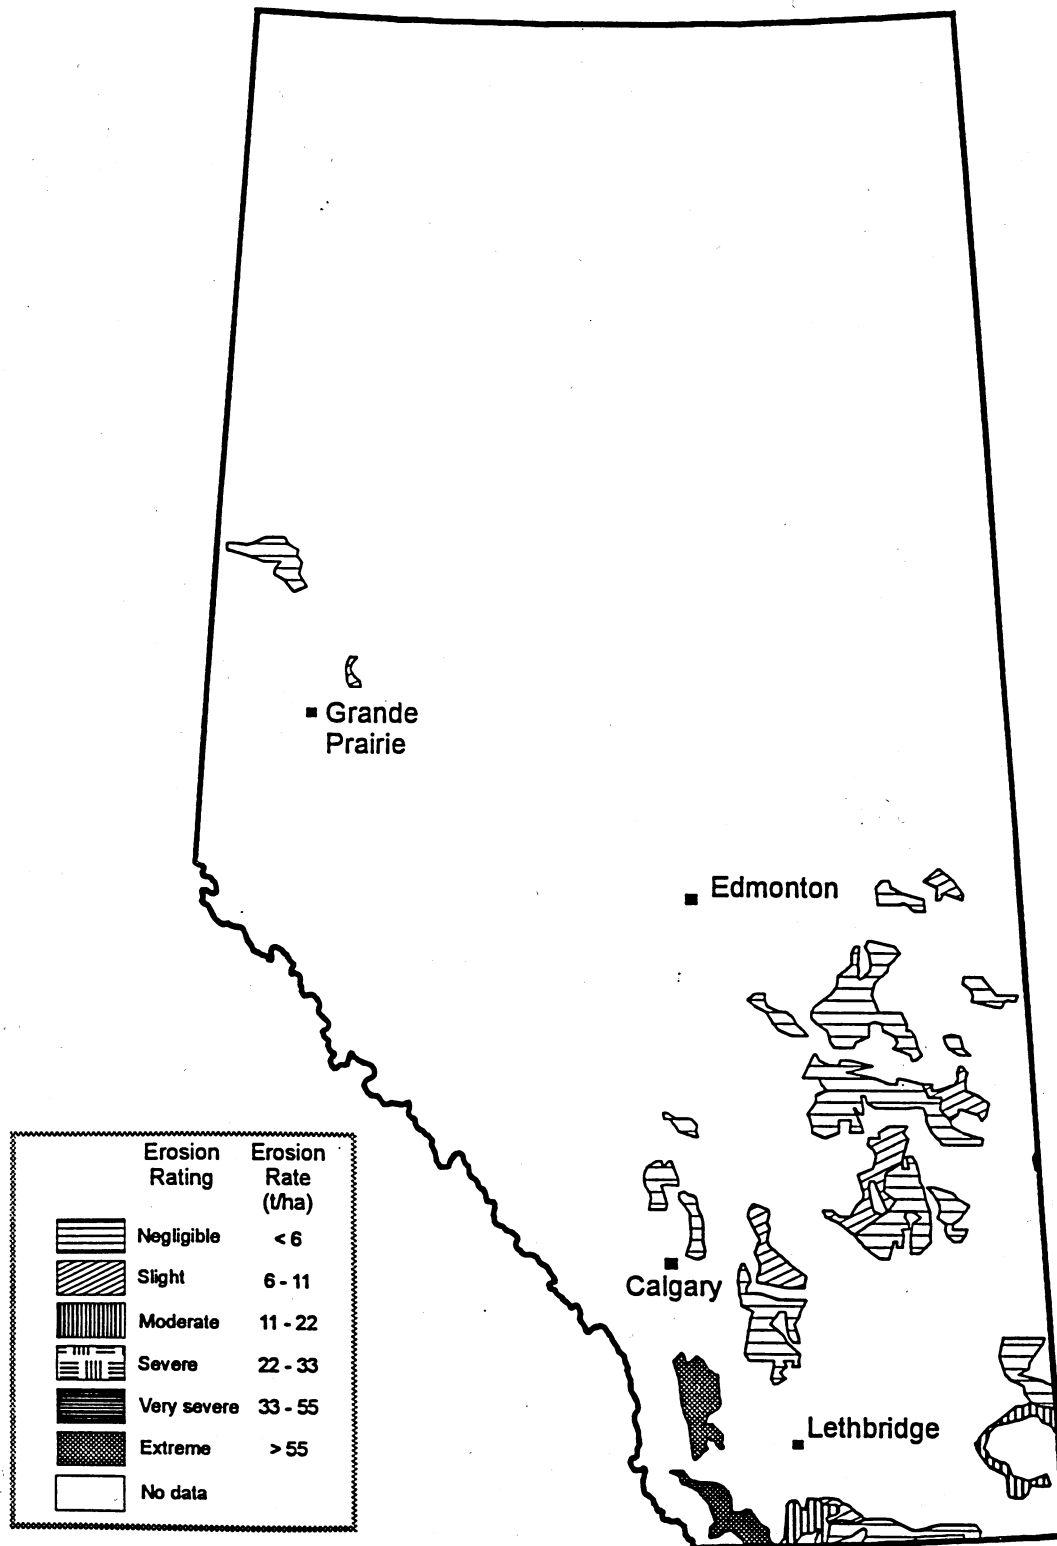 Grande
Prairie
Edmonton
Calgary
Lethbridge
Erosion Erosion
Rating Rate
(t/ha)
Negligible < 6
Slight 6 - 11
Moderate 11 - 22
Severe 22 - 33
Very severe 33 - 55
Extreme > 55
No data